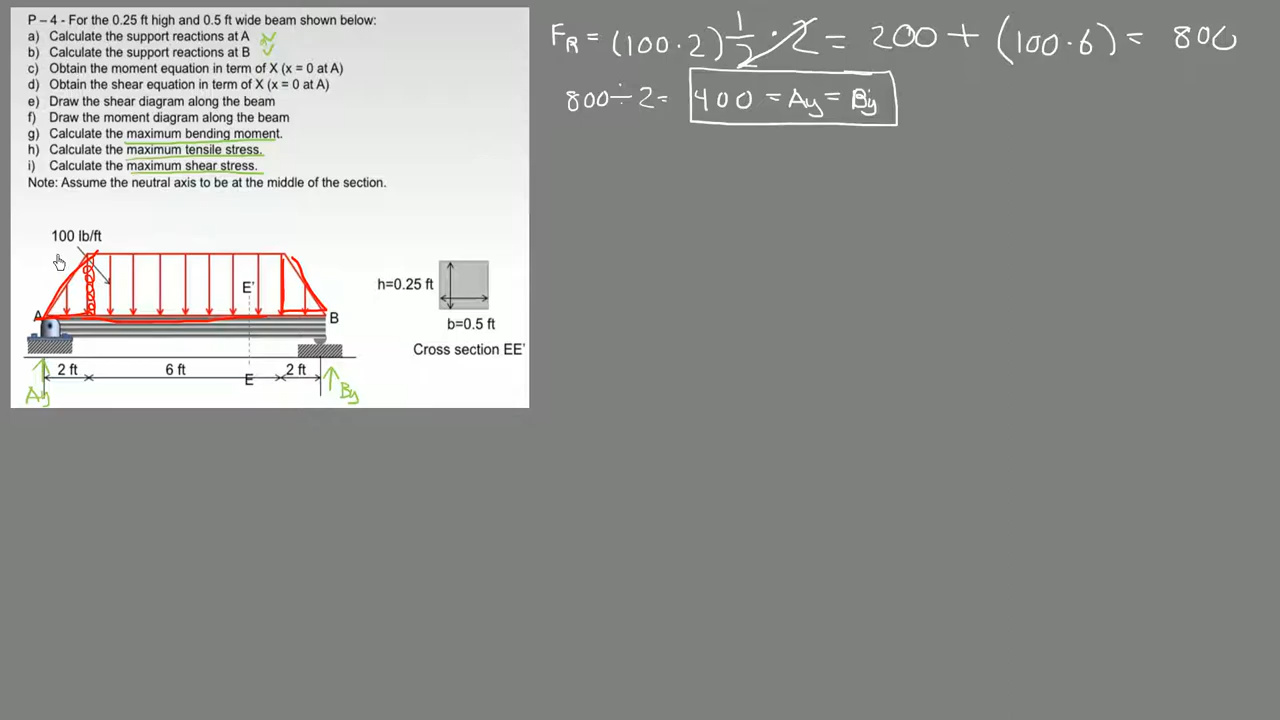 P – 4 - For the 0.25 ft high and 0.5 ft wide beam shown below:
a) Calculate the support reactions at A
b) Calculate the support reactions at B
c) Obtain the moment equation in term of X (x = 0 at A)
d) Obtain the shear equation in term of X (x = 0 at A)
e) Draw the shear diagram along the beam
f) Draw the moment diagram along the beam
g) Calculate the maximum bending moment.
h) Calculate the maximum tensile stress.
i) Calculate the maximum shear stress.
Note: Assume the neutral axis to be at the middle of the section.
FR = (100·2) 1/2 · 2 = 200 + (100·6) = 800
800 ÷ 2 = 400 = Ay = By
100 lb/ft
E'
h=0.25 ft
A
B
b=0.5 ft
Cross section EE'
2 ft
6 ft
E
2 ft
Ay
By